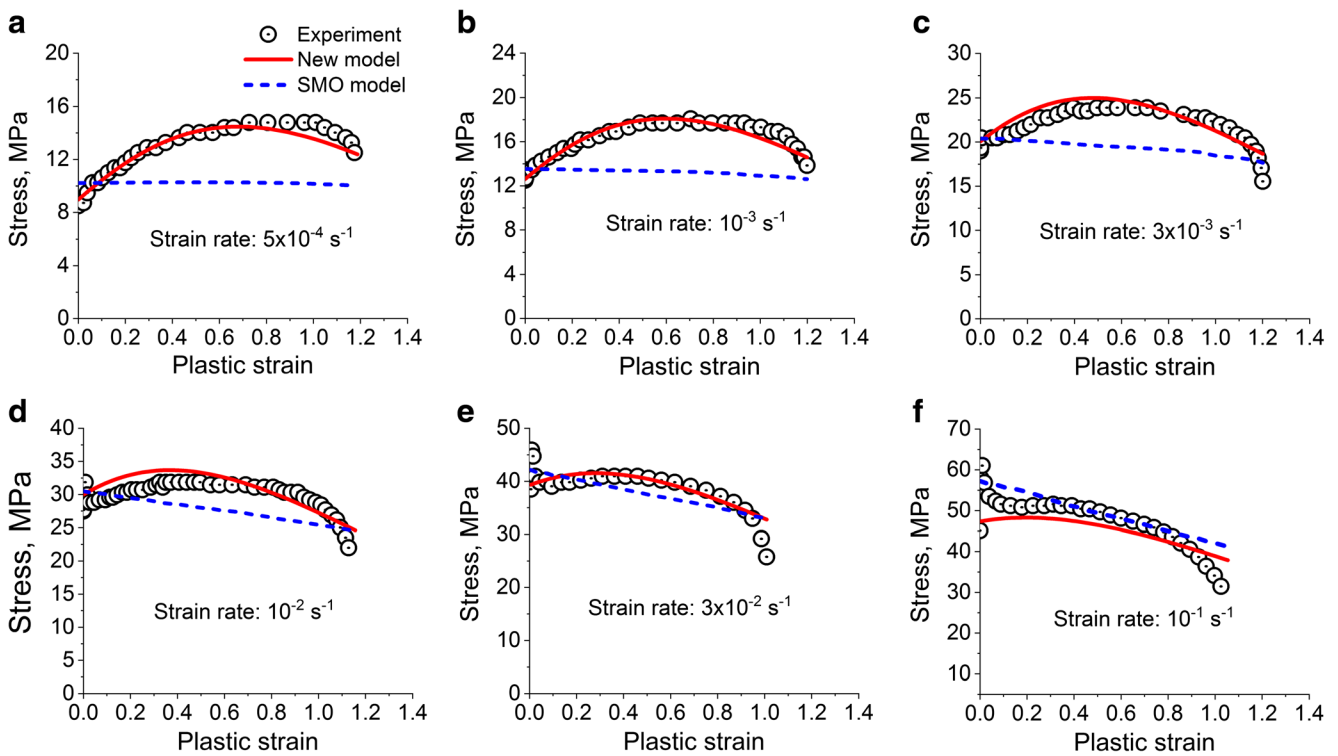 a
Experiment
New model
SMO model
Stress, MPa
20
16
12
8
4
0
Strain rate: 5x10⁻⁴ s⁻¹
0.0 0.2 0.4 0.6 0.8 1.0 1.2 1.4
Plastic strain
b
Stress, MPa
24
20
16
12
8
4
0
Strain rate: 10⁻³ s⁻¹
0.0 0.2 0.4 0.6 0.8 1.0 1.2 1.4
Plastic strain
c
Stress, MPa
30
25
20
15
10
5
0
Strain rate: 3x10⁻³ s⁻¹
0.0 0.2 0.4 0.6 0.8 1.0 1.2 1.4
Plastic strain
d
Stress, MPa
40
35
30
25
20
15
10
5
0
Strain rate: 10⁻² s⁻¹
0.0 0.2 0.4 0.6 0.8 1.0 1.2 1.4
Plastic strain
e
Stress, MPa
50
40
30
20
10
0
Strain rate: 3x10⁻² s⁻¹
0.0 0.2 0.4 0.6 0.8 1.0 1.2 1.4
Plastic strain
f
Stress, MPa
70
60
50
40
30
20
10
Strain rate: 10⁻¹ s⁻¹
0.0 0.2 0.4 0.6 0.8 1.0 1.2 1.4
Plastic strain